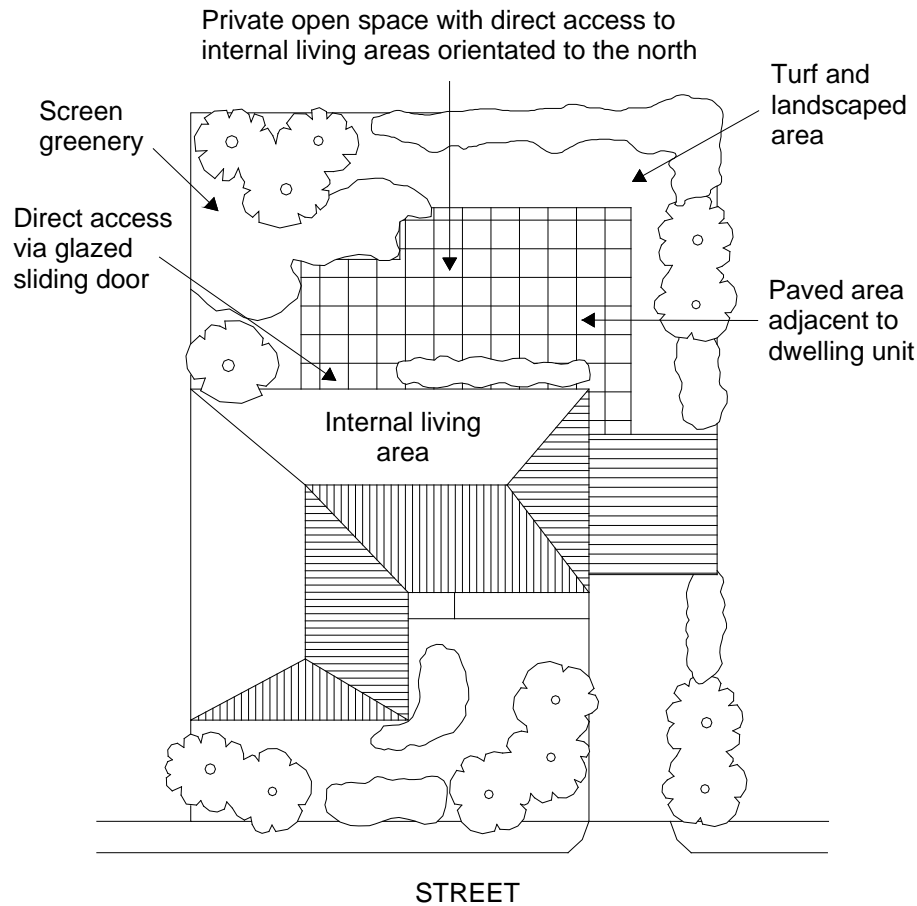 Private open space with direct access to
internal living areas orientated to the north
Turf and
landscaped
area
Screen
greenery
Direct access
via glazed
sliding door
Paved area
adjacent to
dwelling unit
Internal living
area
STREET